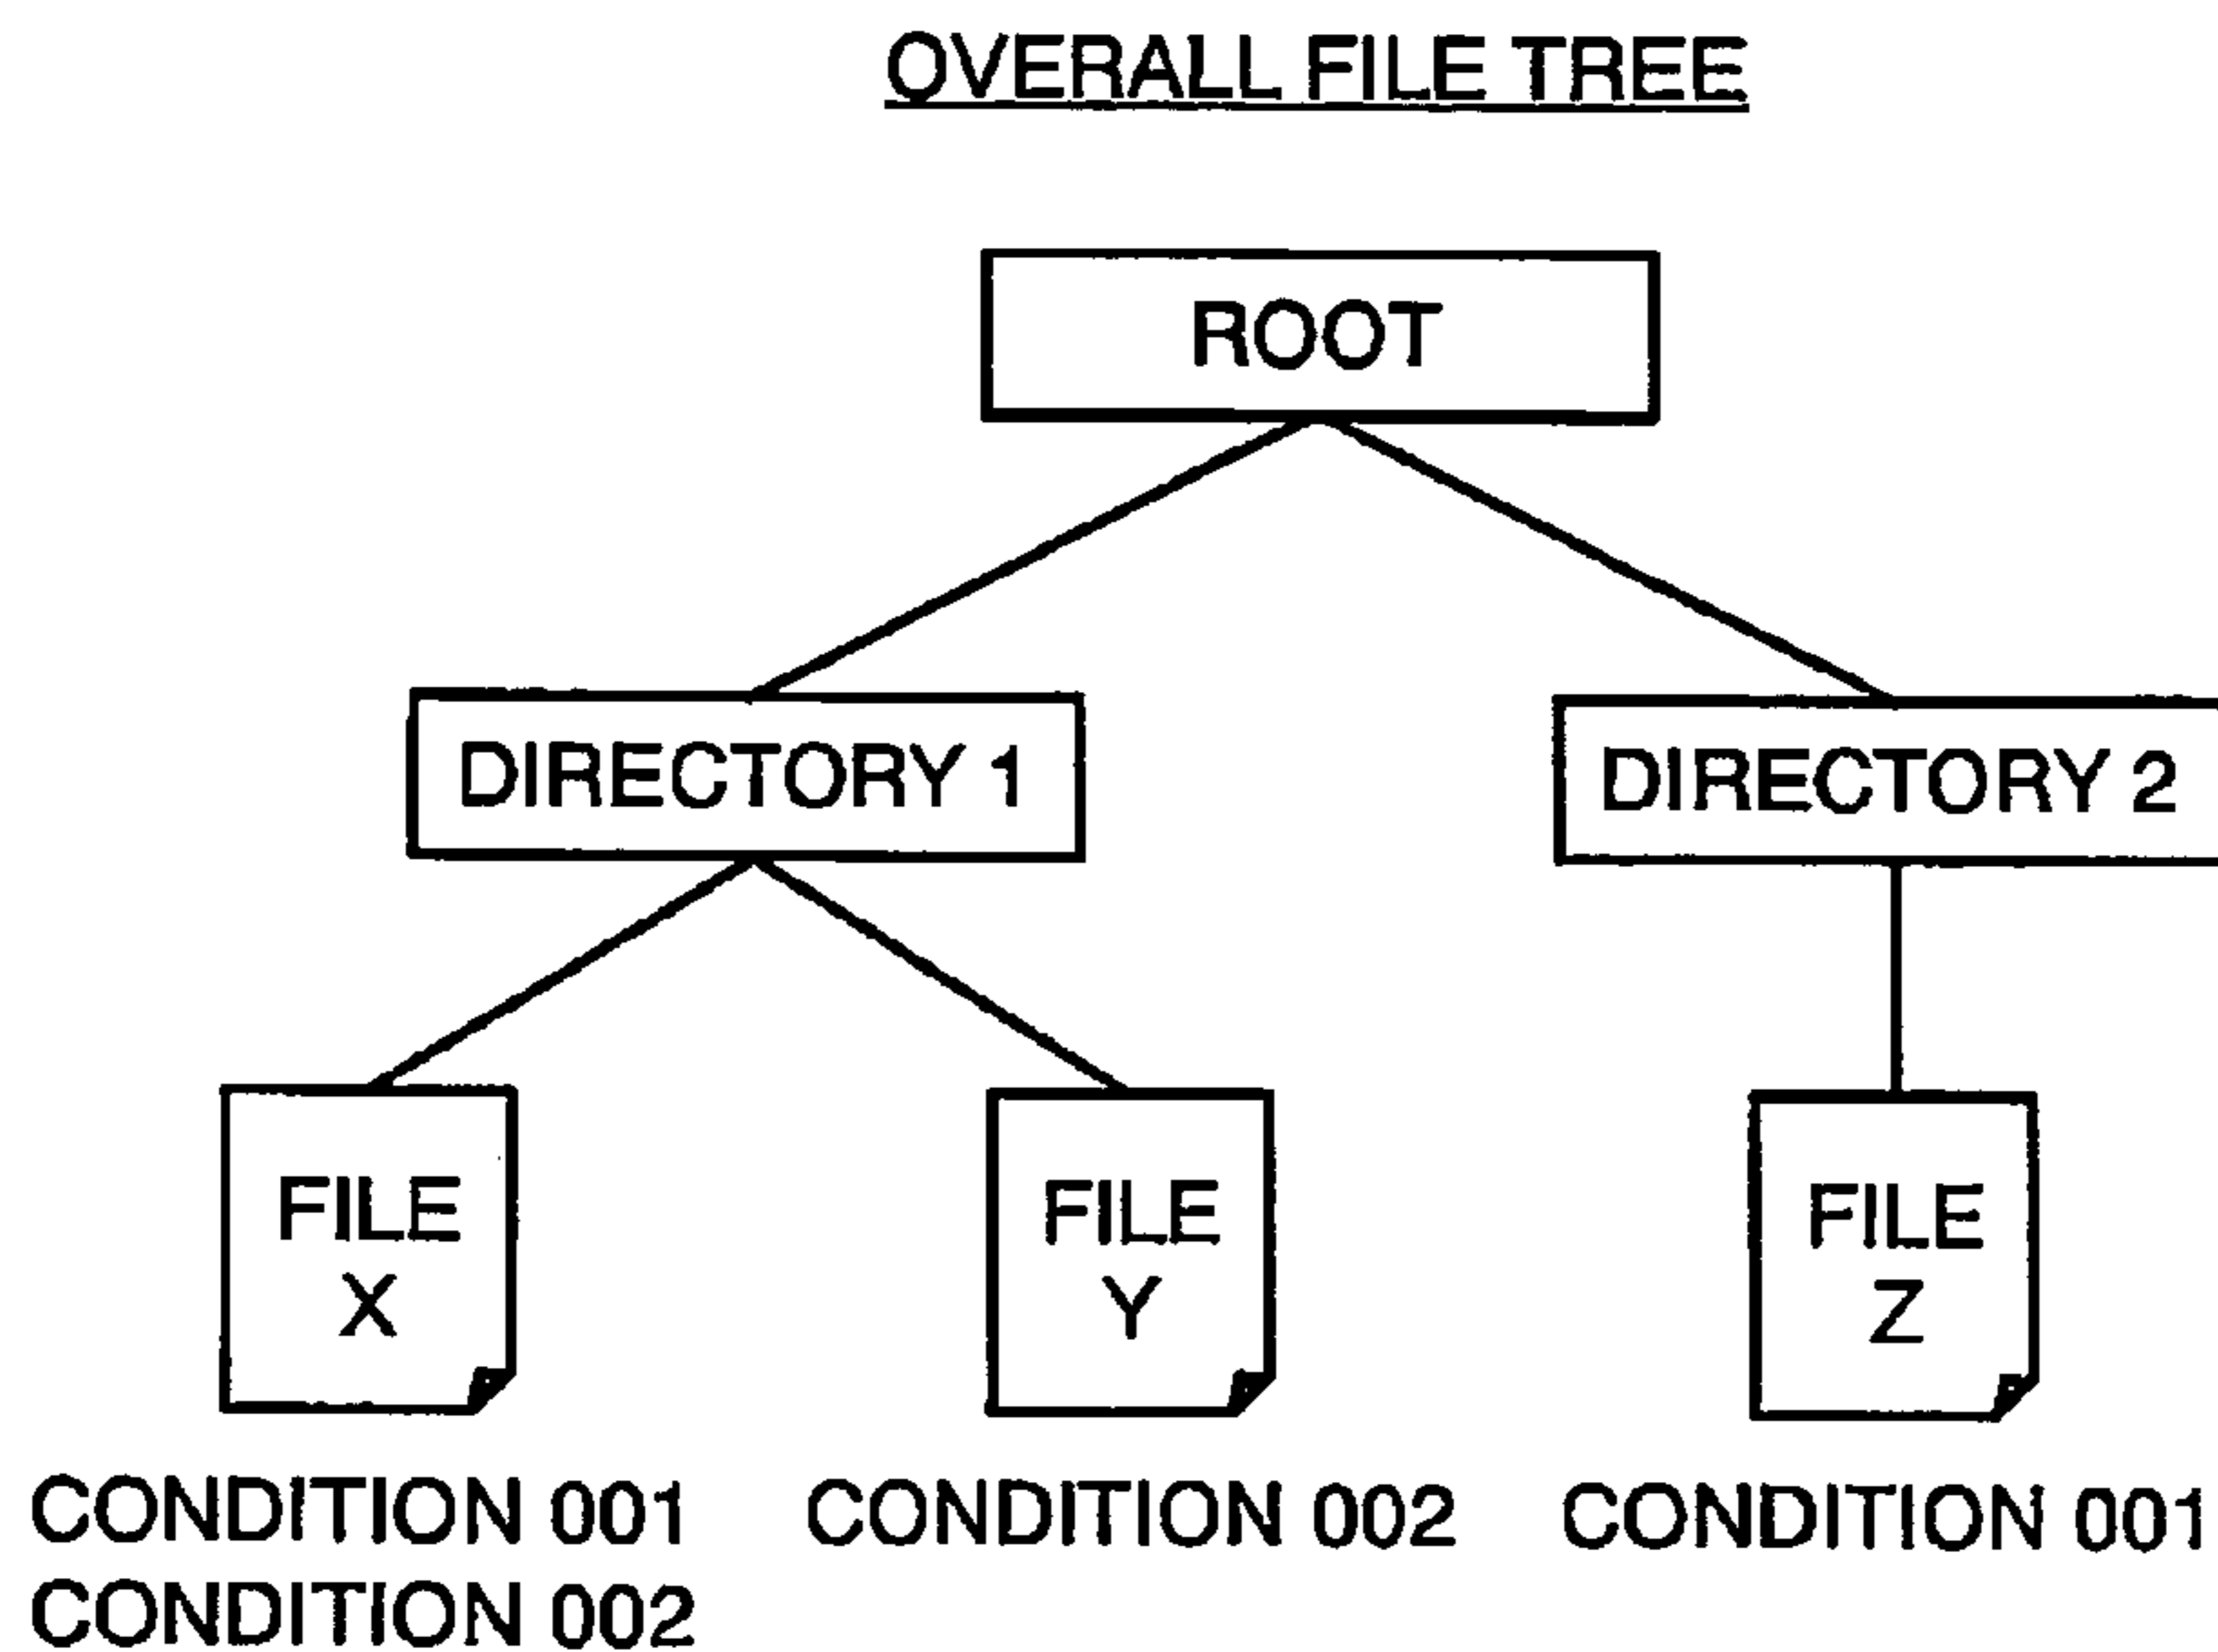 OVERALL FILE TREE
ROOT
DIRECTORY 1
DIRECTORY 2
FILE
X
FILE
Y
FILE
Z
CONDITION 001
CONDITION 002
CONDITION 002
CONDITION 001